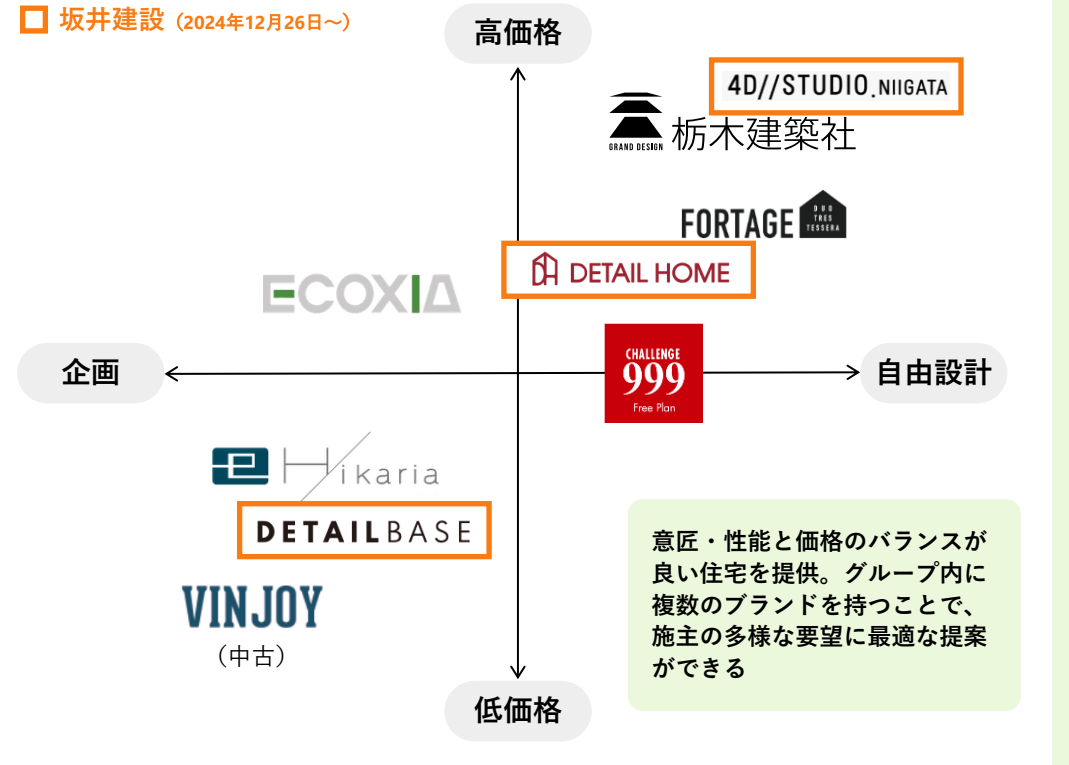 坂井建設（2024年12月26日～）
高価格
4D//STUDIO.NIIGATA
GRAND DESIGN
栃木建築社
FORTAGE
DUO
TRES
TESSERA
DETAIL HOME
ECOXIA
企画
CHALLENGE
999
Free Plan
自由設計
e Hikaria
DETAILBASE
VINJOY
（中古）
意匠・性能と価格のバランスが
良い住宅を提供。グループ内に
複数のブランドを持つことで、
施主の多様な要望に最適な提案
ができる
低価格